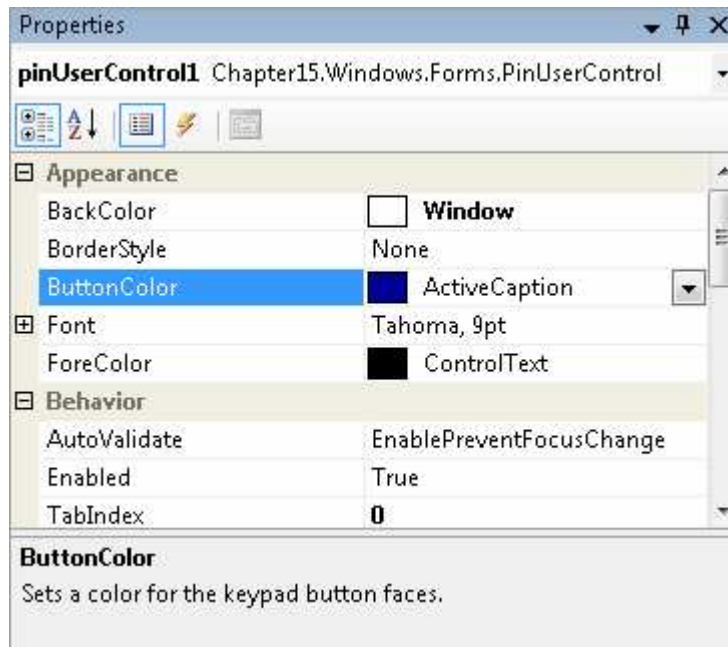 Properties
pinUserControl1 Chapter15.Windows.Forms.PinUserControl
A
Z
Appearance
BackColor Window
BorderStyle None
ButtonColor ActiveCaption
Font Tahoma, 9pt
ForeColor ControlText
Behavior
AutoValidate EnablePreventFocusChange
Enabled True
TabIndex 0
ButtonColor
Sets a color for the keypad button faces.